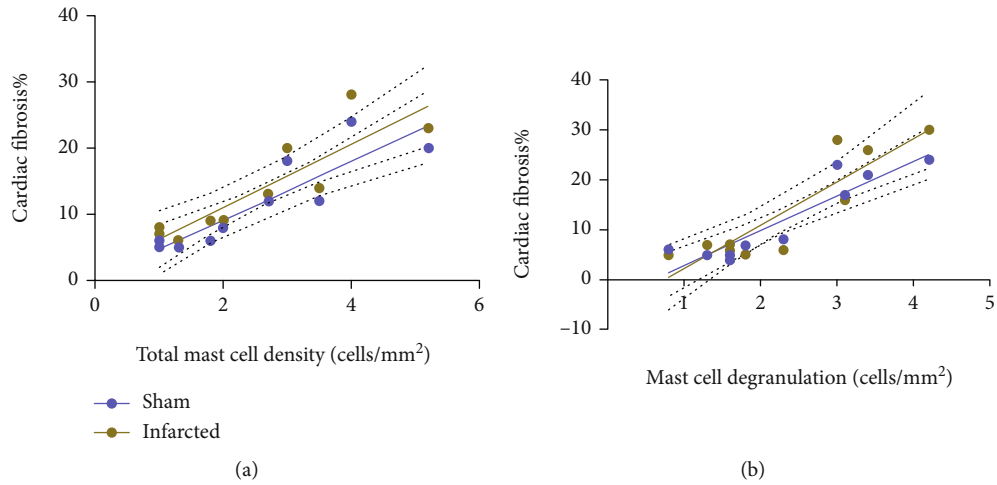 40
30
20
10
0
0
2
4
6
Cardiac fibrosis%
Total mast cell density (cells/mm²)
Sham
Infarcted
(a)
40
30
20
10
0
–10
1
2
3
4
5
Cardiac fibrosis%
Mast cell degranulation (cells/mm²)
(b)